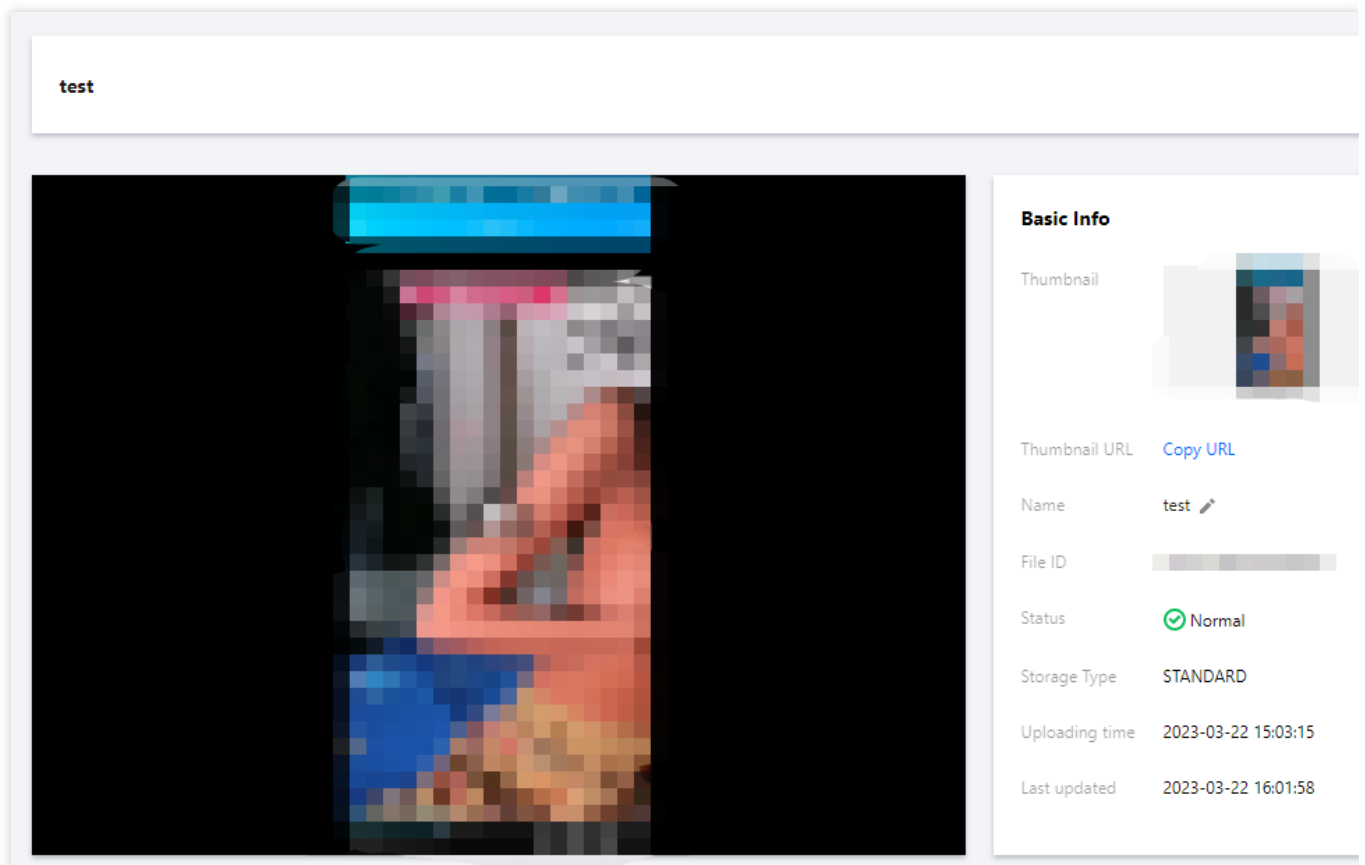 test
Basic Info
Thumbnail
Thumbnail URL Copy URL
Name test
File ID
Status Normal
Storage Type STANDARD
Uploading time 2023-03-22 15:03:15
Last updated 2023-03-22 16:01:58